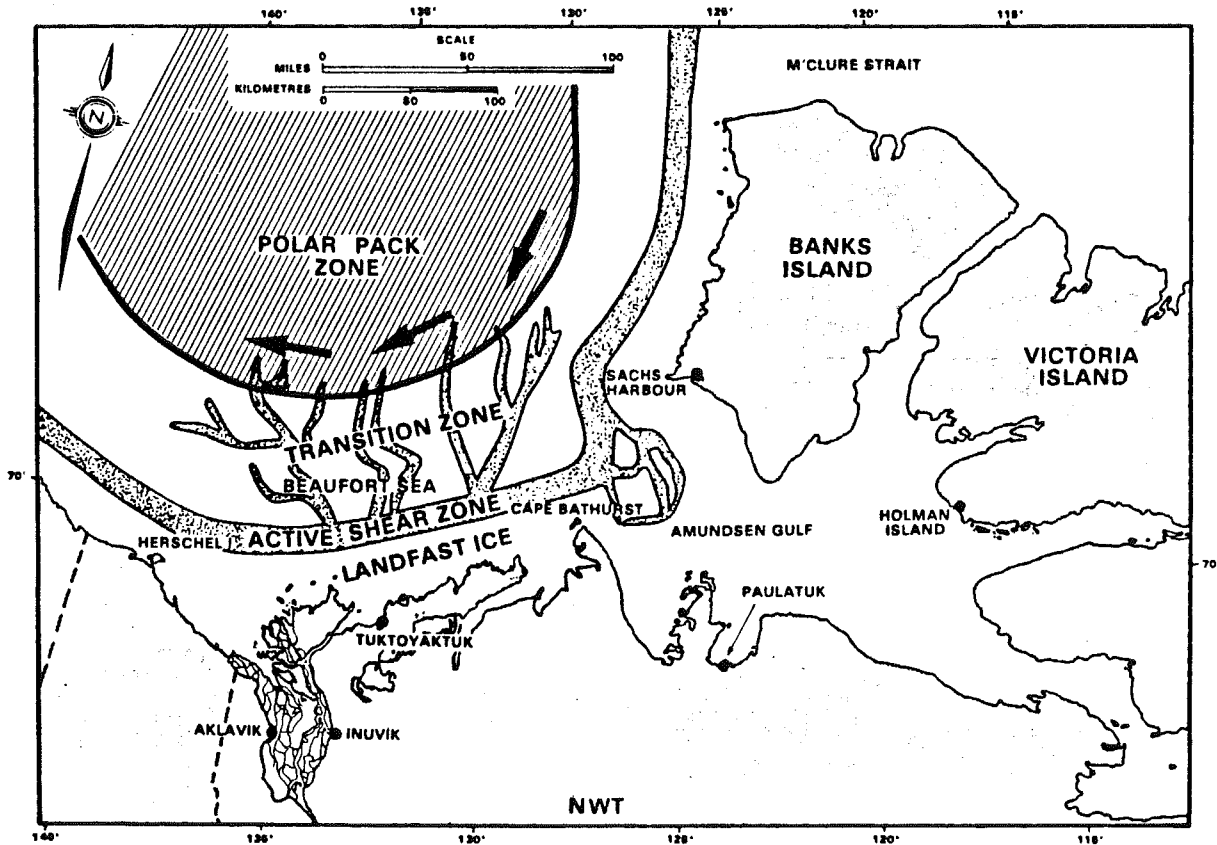 140° 135° 130° 125° 120° 115°
SCALE
0 50 100
MILES
KILOMETRES
0 50 100
M'CLURE STRAIT
N
POLAR PACK
ZONE
BANKS
ISLAND
VICTORIA
ISLAND
SACHS
HARBOUR
TRANSITION ZONE
70°
BEAUFORT SEA
ACTIVE SHEAR ZONE
CAPE BATHURST
HERSCHEL I
AMUNDSEN GULF
HOLMAN
ISLAND
LANDFAST ICE
70
PAULATUK
TUKTOYAKTUK
AKLAVIK
INUVIK
NWT
140° 135° 130° 125° 120° 115°